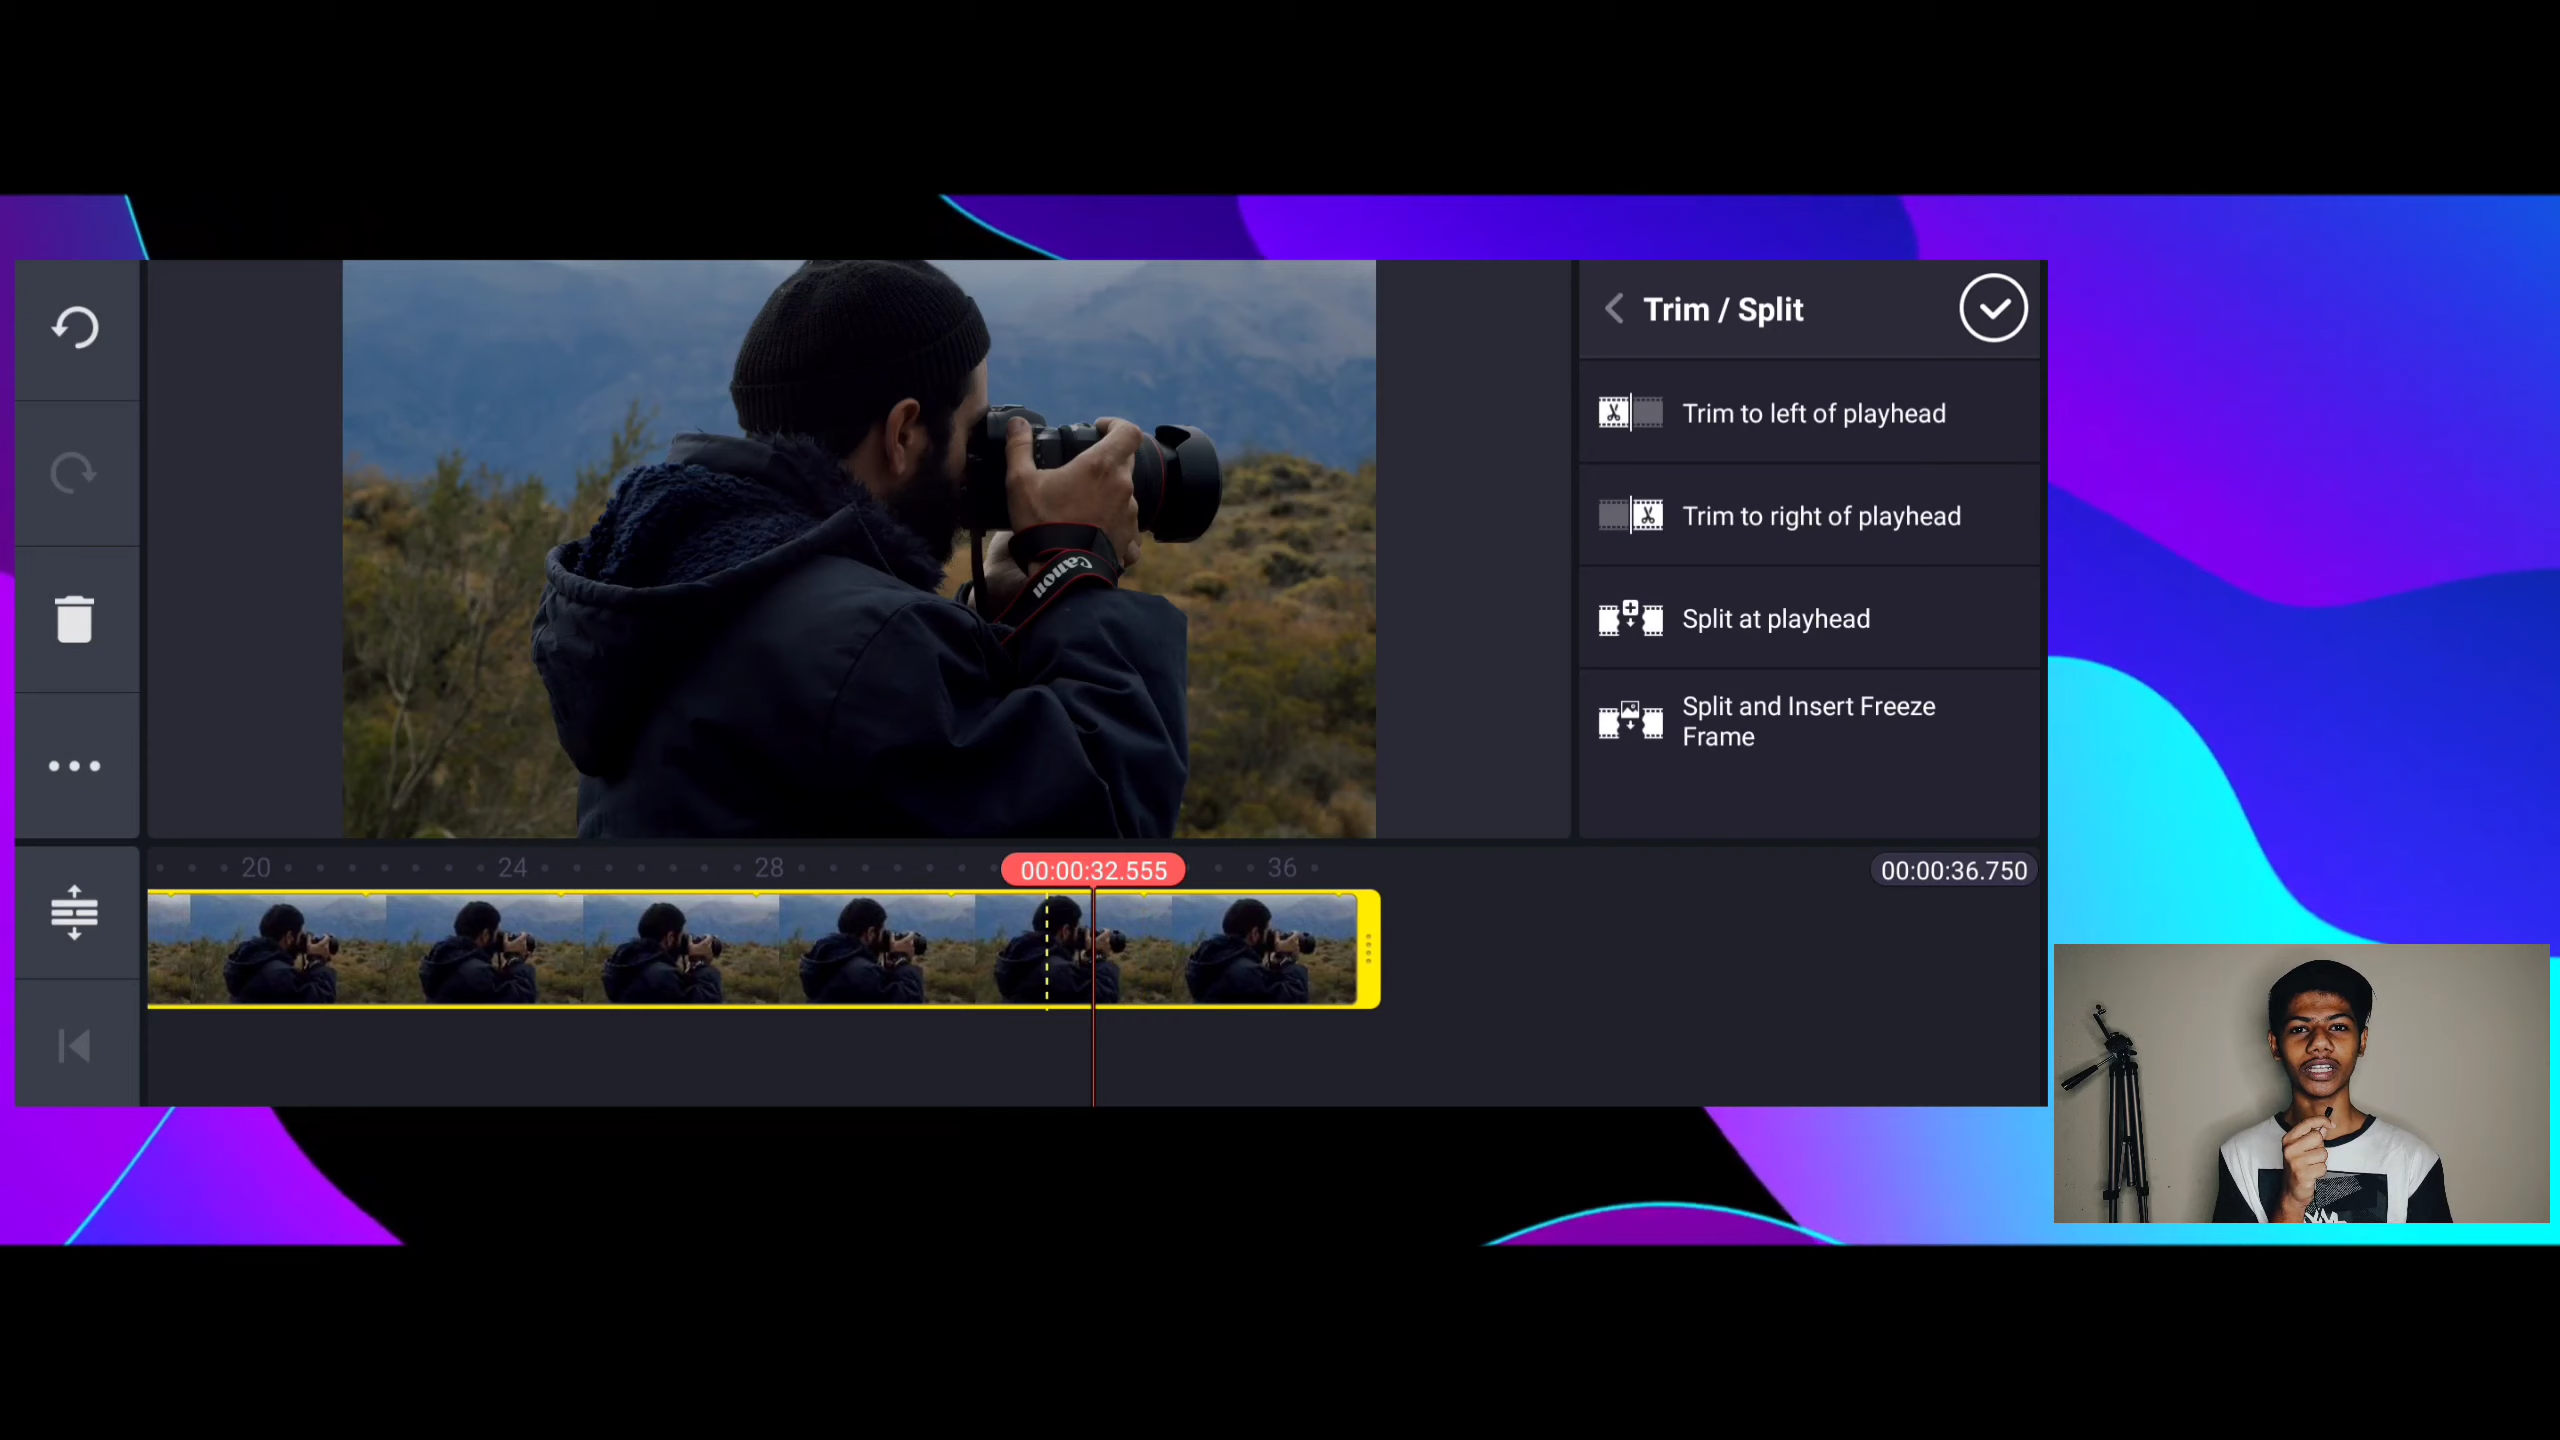 Trim / Split
Trim to left of playhead
Trim to right of playhead
Split at playhead
Split and Insert Freeze
Frame
Canon
20 24 28 00:00:32.555 36 00:00:36.750